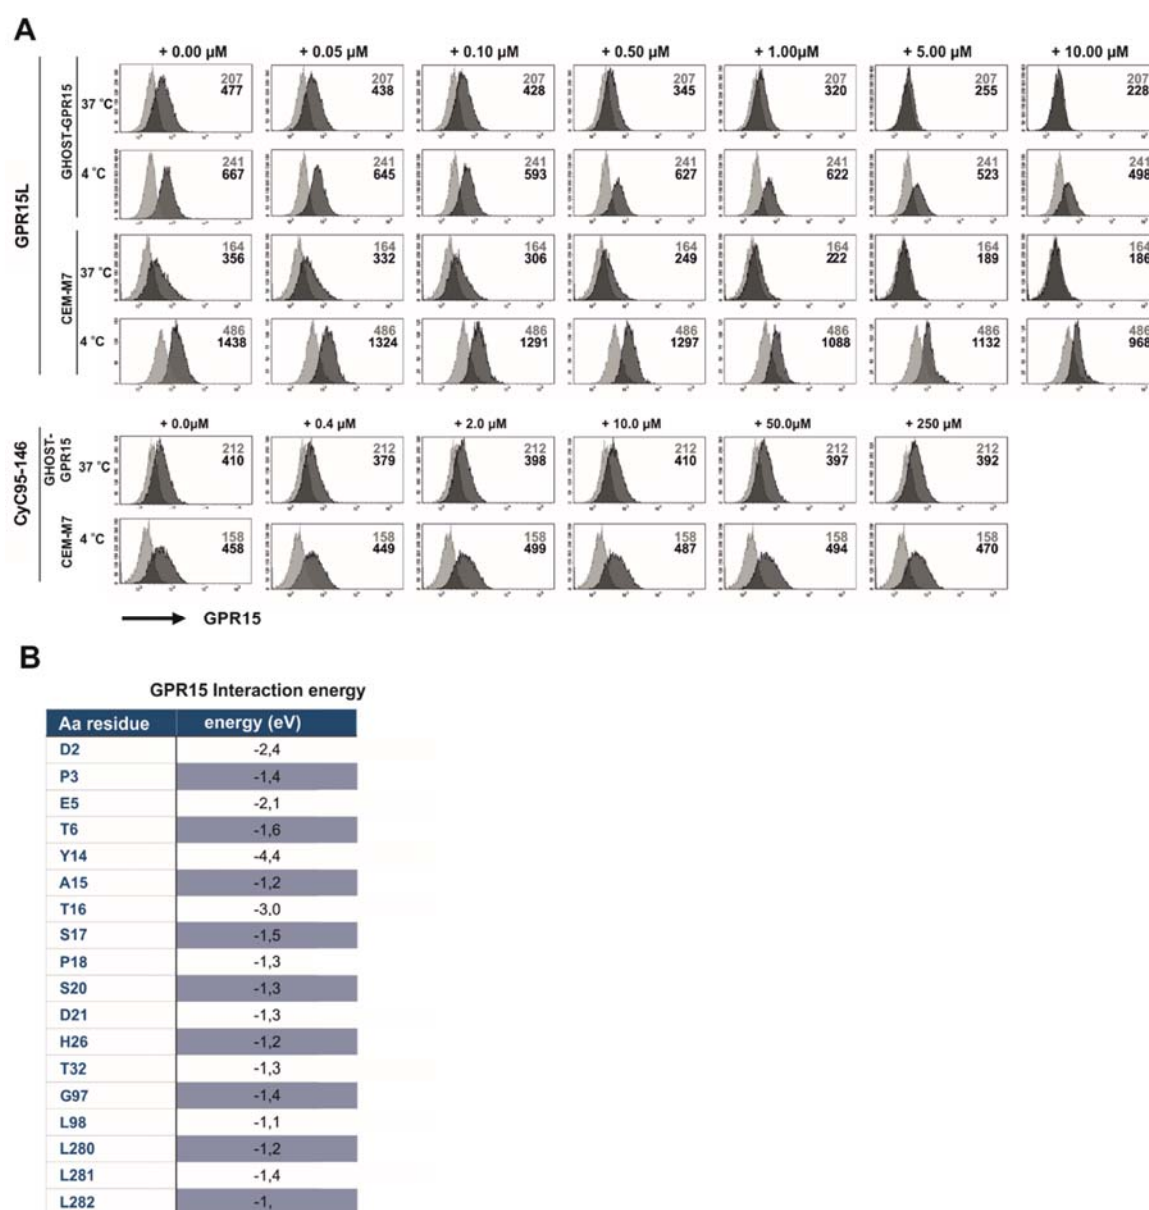 A
+ 0.00 µM + 0.05 µM + 0.10 µM + 0.50 µM + 1.00µM + 5.00 µM + 10.00 µM
GPR15L
GHOST-GPR15
37 °C
207 207 207 207 207 207 207
477 438 428 345 320 255 228
4 °C
241 241 241 241 241 241 241
667 645 593 627 622 523 498
CEM-M7
37 °C
164 164 164 164 164 164 164
356 332 306 249 222 189 186
4 °C
486 486 486 486 486 486 486
1438 1324 1291 1297 1088 1132 968
+ 0.0µM + 0.4 µM + 2.0 µM + 10.0 µM + 50.0µM + 250 µM
CyC95-146
GHOST-
GPR15
37 °C
212 212 212 212 212 212
410 379 398 410 397 392
CEM-M7
4 °C
158 158 158 158 158 158
458 449 499 487 494 470
GPR15
B
GPR15 Interaction energy
Aa residue energy (eV)
D2 -2,4
P3 -1,4
E5 -2,1
T6 -1,6
Y14 -4,4
A15 -1,2
T16 -3,0
S17 -1,5
P18 -1,3
S20 -1,3
D21 -1,3
H26 -1,2
T32 -1,3
G97 -1,4
L98 -1,1
L280 -1,2
L281 -1,4
L282 -1,